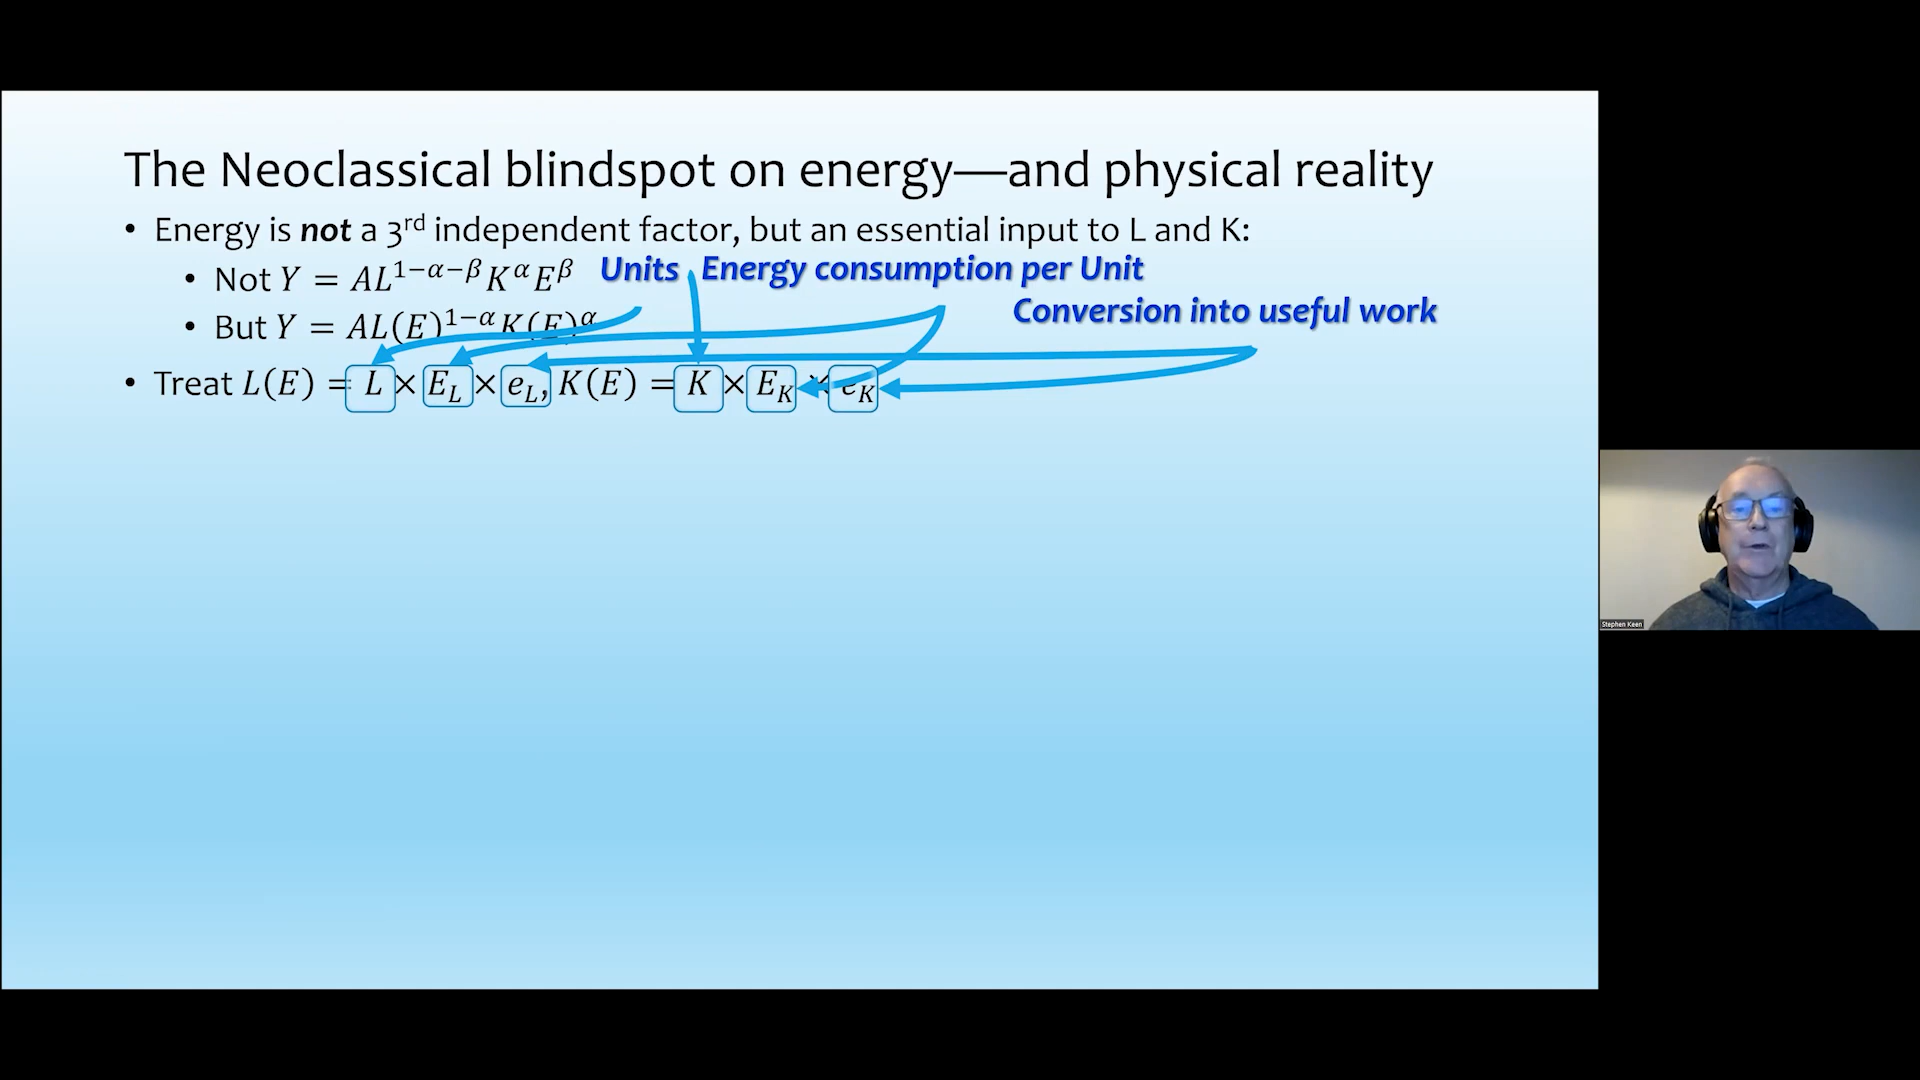 The Neoclassical blindspot on energy—and physical reality
• Energy is not a 3rd independent factor, but an essential input to L and K:
• Not Y = AL^{1−α−β}K^{α}E^{β}
Units Energy consumption per Unit
• But Y = AL(E)^{1−α}K(E)^{α}
Conversion into useful work
• Treat L(E) = L × E_L × e_L, K(E) = K × E_K × e_K
Stephen Keen